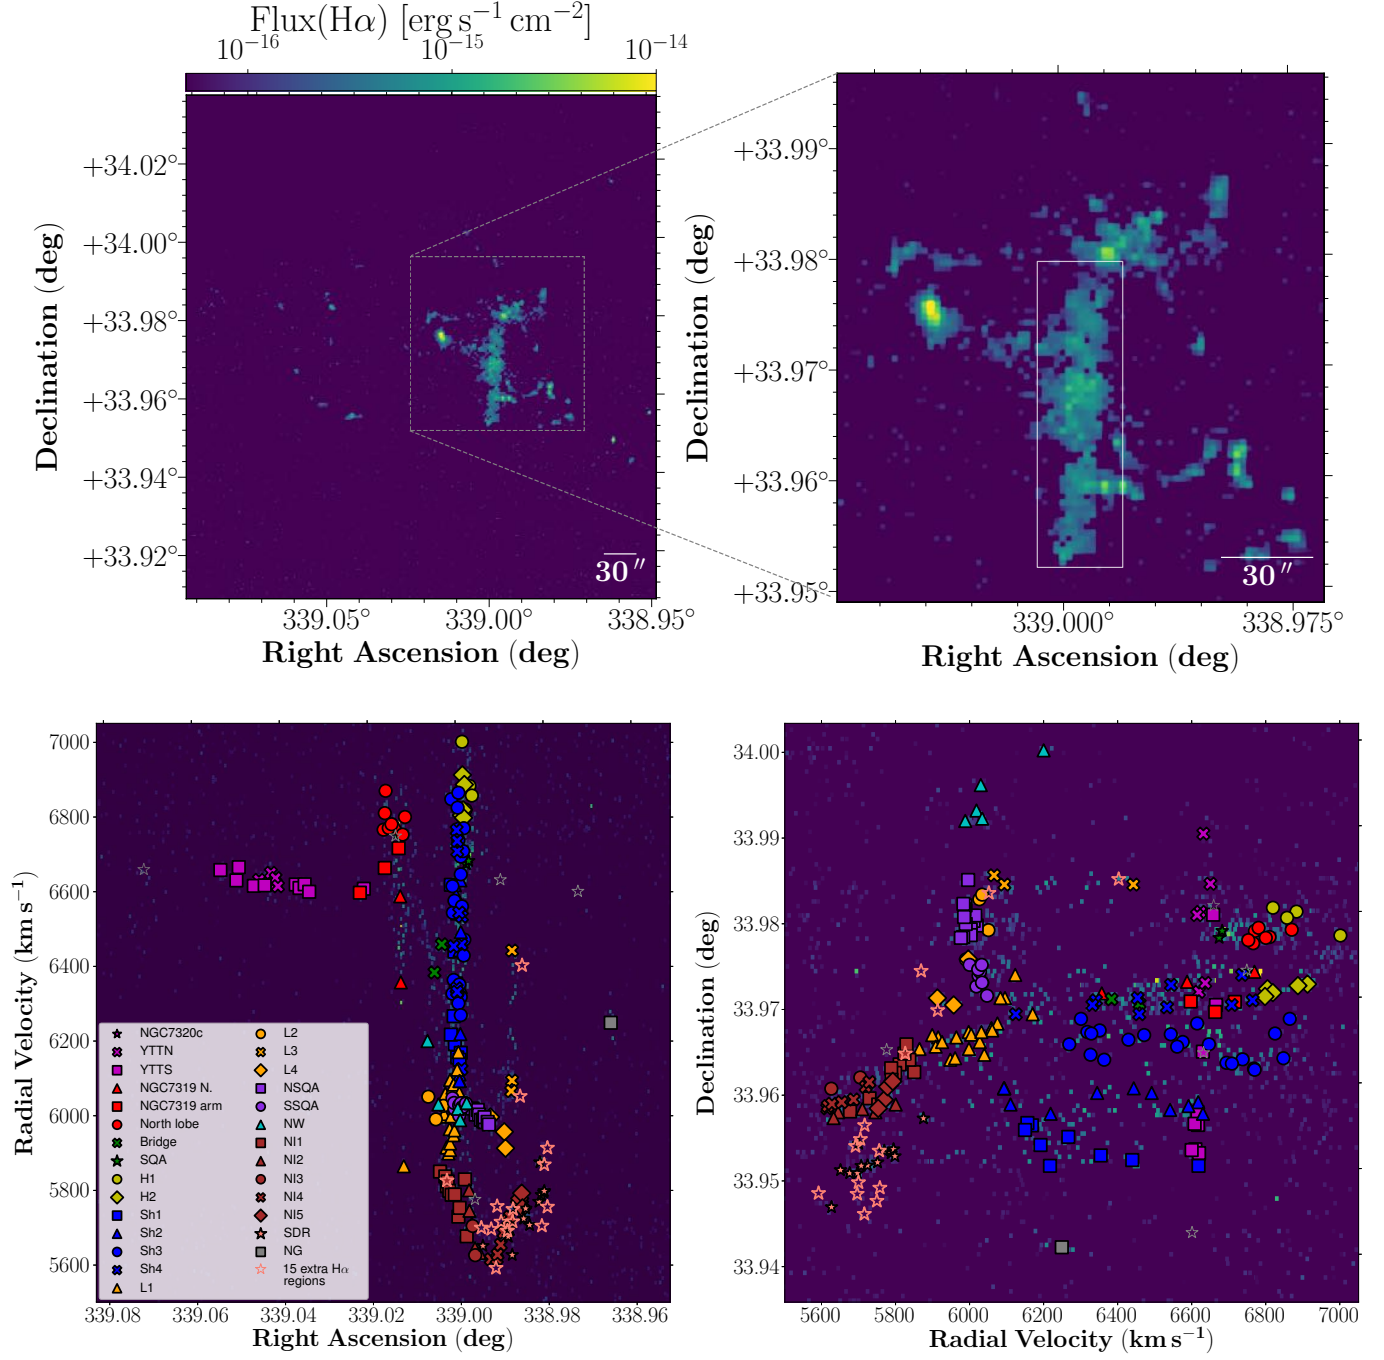 Flux(Hα) [erg s⁻¹ cm⁻²]
10⁻¹⁶ 10⁻¹⁵ 10⁻¹⁴
+34.02°
+34.00°
+33.98°
+33.96°
+33.94°
+33.92°
Declination (deg)
30″
339.05° 339.00° 338.95°
Right Ascension (deg)
+33.99°
+33.98°
+33.97°
+33.96°
+33.95°
Declination (deg)
30″
339.000° 338.975°
Right Ascension (deg)
7000
6800
6600
6400
6200
6000
5800
5600
Radial Velocity (km s⁻¹)
NGC7320c
YTTN
YTTS
NGC7319 N.
NGC7319 arm
North lobe
Bridge
SQA
H1
H2
Sh1
Sh2
Sh3
Sh4
L1
L2
L3
L4
NSQA
SSQA
NW
NI1
NI2
NI3
NI4
NI5
SDR
NG
15 extra Hα
regions
339.08 339.06 339.04 339.02 339.0 338.98 338.96
Right Ascension (deg)
34.00
33.99
33.98
33.97
33.96
33.95
33.94
Declination (deg)
5600 5800 6000 6200 6400 6600 6800 7000
Radial Velocity (km s⁻¹)